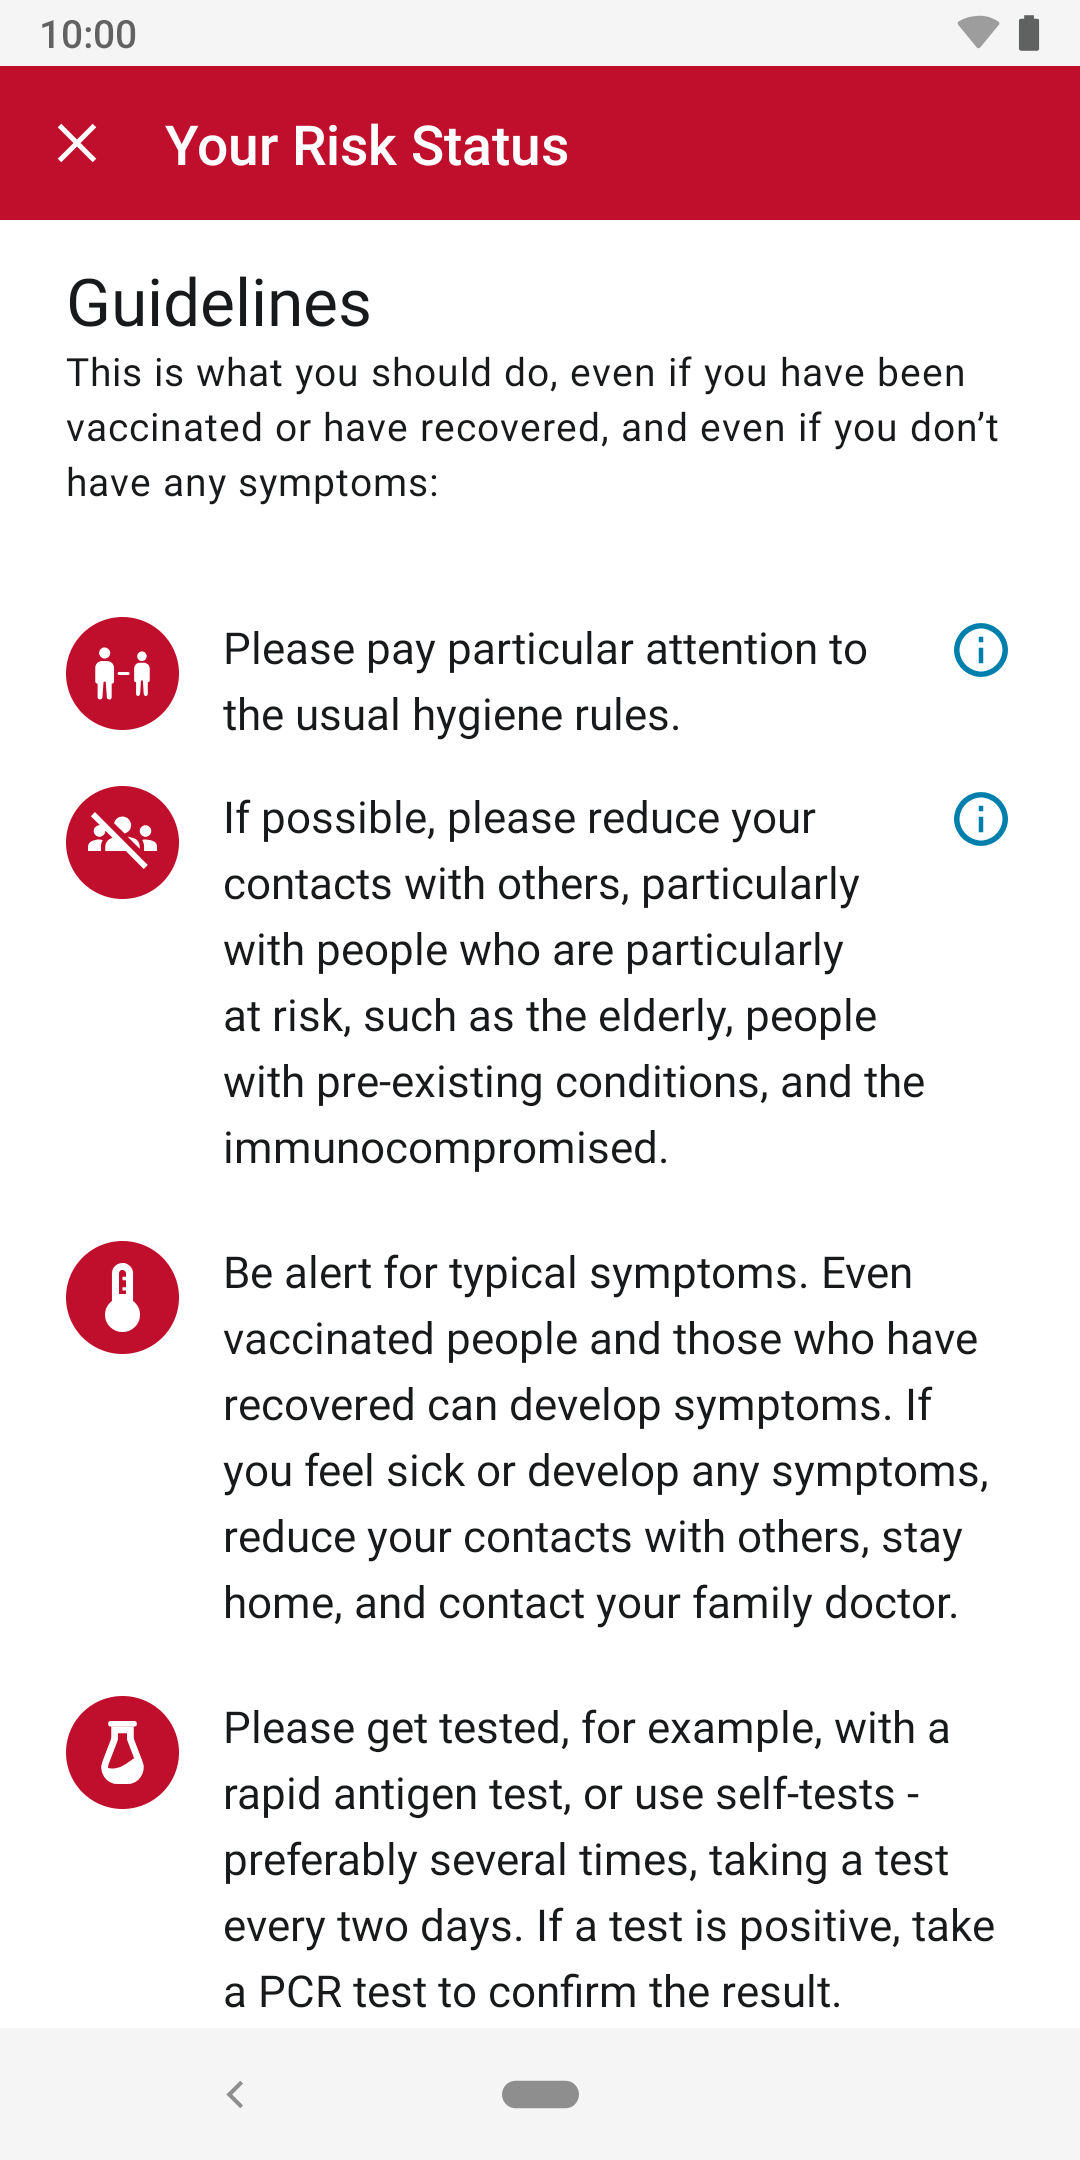 10:00
Your Risk Status
Guidelines
This is what you should do, even if you have been
vaccinated or have recovered, and even if you don’t
have any symptoms:
Please pay particular attention to
the usual hygiene rules.
If possible, please reduce your
contacts with others, particularly
with people who are particularly
at risk, such as the elderly, people
with pre-existing conditions, and the
immunocompromised.
Be alert for typical symptoms. Even
vaccinated people and those who have
recovered can develop symptoms. If
you feel sick or develop any symptoms,
reduce your contacts with others, stay
home, and contact your family doctor.
Please get tested, for example, with a
rapid antigen test, or use self-tests -
preferably several times, taking a test
every two days. If a test is positive, take
a PCR test to confirm the result.